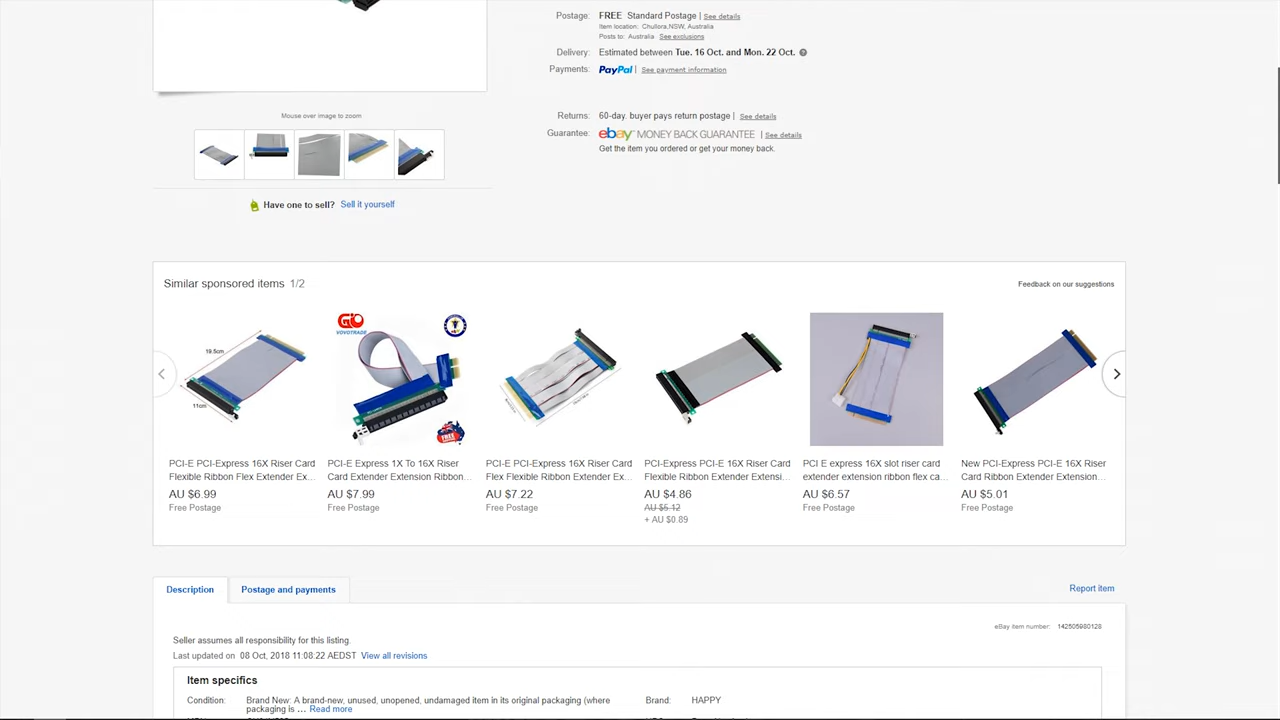 Postage: FREE Standard Postage | See details
Item location: Chullora,NSW, Australia
Posts to: Australia See exclusions
Delivery: Estimated between Tue. 16 Oct. and Mon. 22 Oct.
Payments: PayPal | See payment information
Mouse over image to zoom
Returns: 60-day. buyer pays return postage | See details
Guarantee: ebay MONEY BACK GUARANTEE | See details
Get the item you ordered or get your money back.
Have one to sell? Sell it yourself
Similar sponsored items 1/2
Feedback on our suggestions
19.5cm
11cm
GIO
VOVOTRADE
FREE
PCI-E PCI-Express 16X Riser Card
Flexible Ribbon Flex Extender Ex...
AU $6.99
Free Postage
PCI-E Express 1X To 16X Riser
Card Extender Extension Ribbon...
AU $7.99
Free Postage
PCI-E PCI-Express 16X Riser Card
Flex Flexible Ribbon Extender Ex...
AU $7.22
Free Postage
PCI-Express PCI-E 16X Riser Card
Flexible Ribbon Extender Extensi...
AU $4.86
AU $5.12
+ AU $0.89
PCI E express 16X slot riser card
extender extension ribbon flex ca...
AU $6.57
Free Postage
New PCI-Express PCI-E 16X Riser
Card Ribbon Extender Extension...
AU $5.01
Free Postage
Description
Postage and payments
Report item
eBay item number: 142505980128
Seller assumes all responsibility for this listing.
Last updated on 08 Oct, 2018 11:08:22 AEDST View all revisions
Item specifics
Condition: Brand New: A brand-new, unused, unopened, undamaged item in its original packaging (where
packaging is ... Read more
Brand: HAPPY